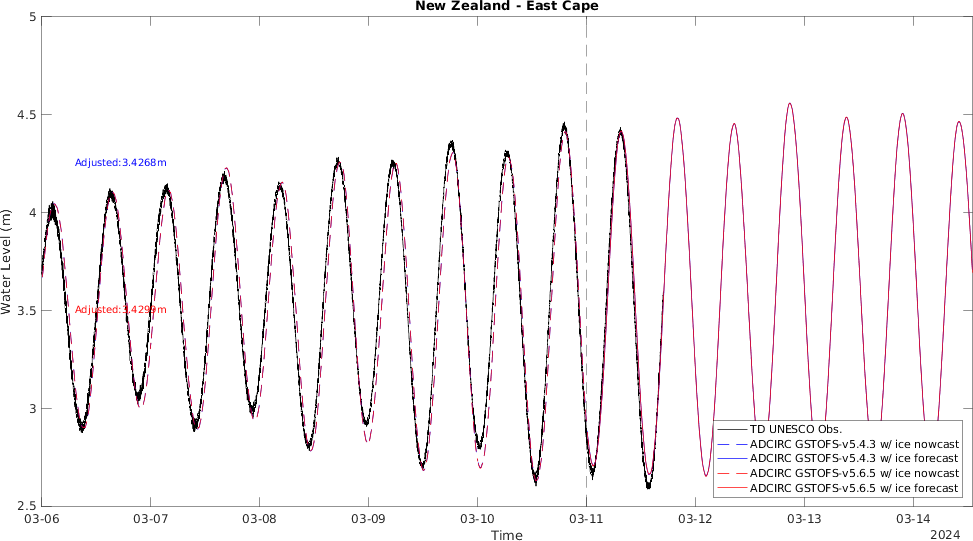 New Zealand - East Cape
Water Level (m)
5
4.5
4
3.5
3
2.5
Adjusted:3.4268m
Adjusted:3.4299m
TD UNESCO Obs.
ADCIRC GSTOFS-v5.4.3 w/ ice nowcast
ADCIRC GSTOFS-v5.4.3 w/ ice forecast
ADCIRC GSTOFS-v5.6.5 w/ ice nowcast
ADCIRC GSTOFS-v5.6.5 w/ ice forecast
03-06 03-07 03-08 03-09 03-10 03-11 03-12 03-13 03-14
Time
2024